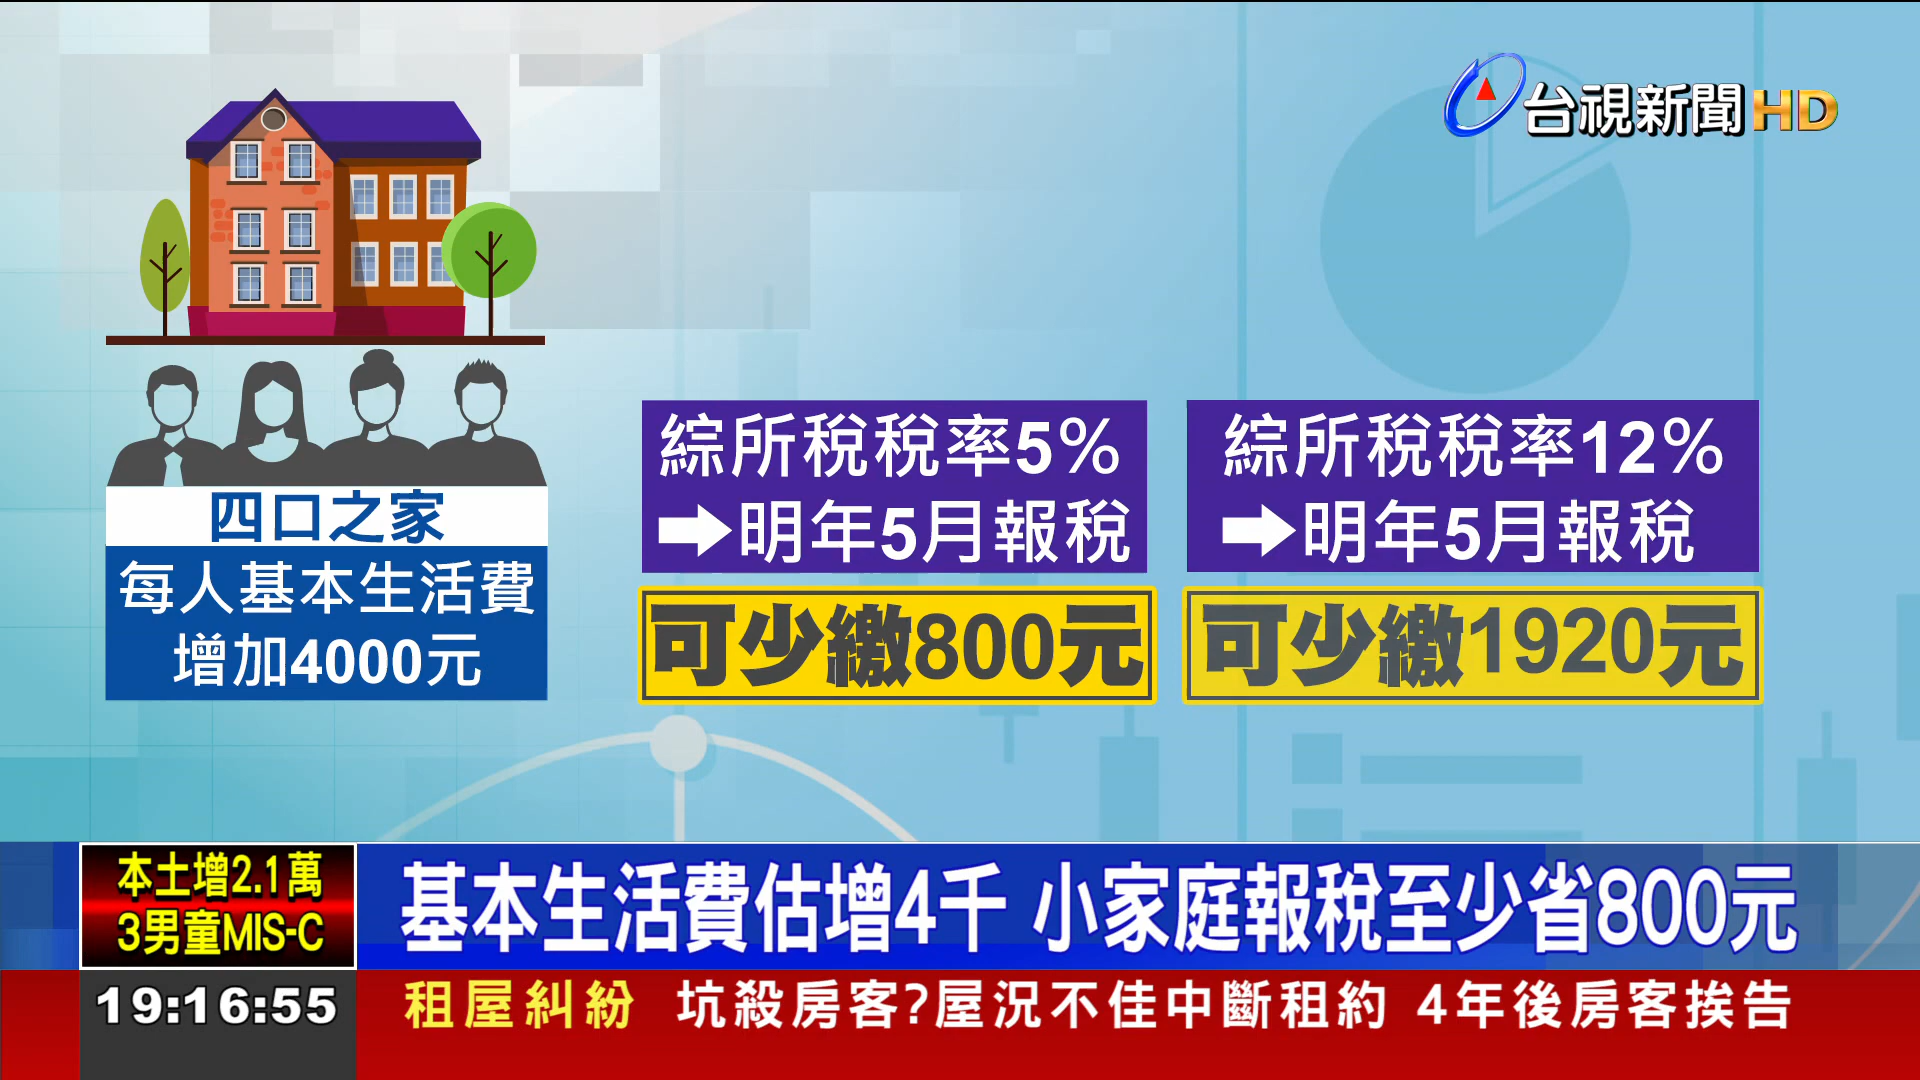 台視新聞HD
四口之家
每人基本生活費
增加4000元
綜所稅稅率5%
➡明年5月報稅
可少繳800元
綜所稅稅率12%
➡明年5月報稅
可少繳1920元
本土增2.1萬
3男童MIS-C
基本生活費估增4千 小家庭報稅至少省800元
19:16:55
租屋糾紛 坑殺房客?屋況不佳中斷租約 4年後房客挨告